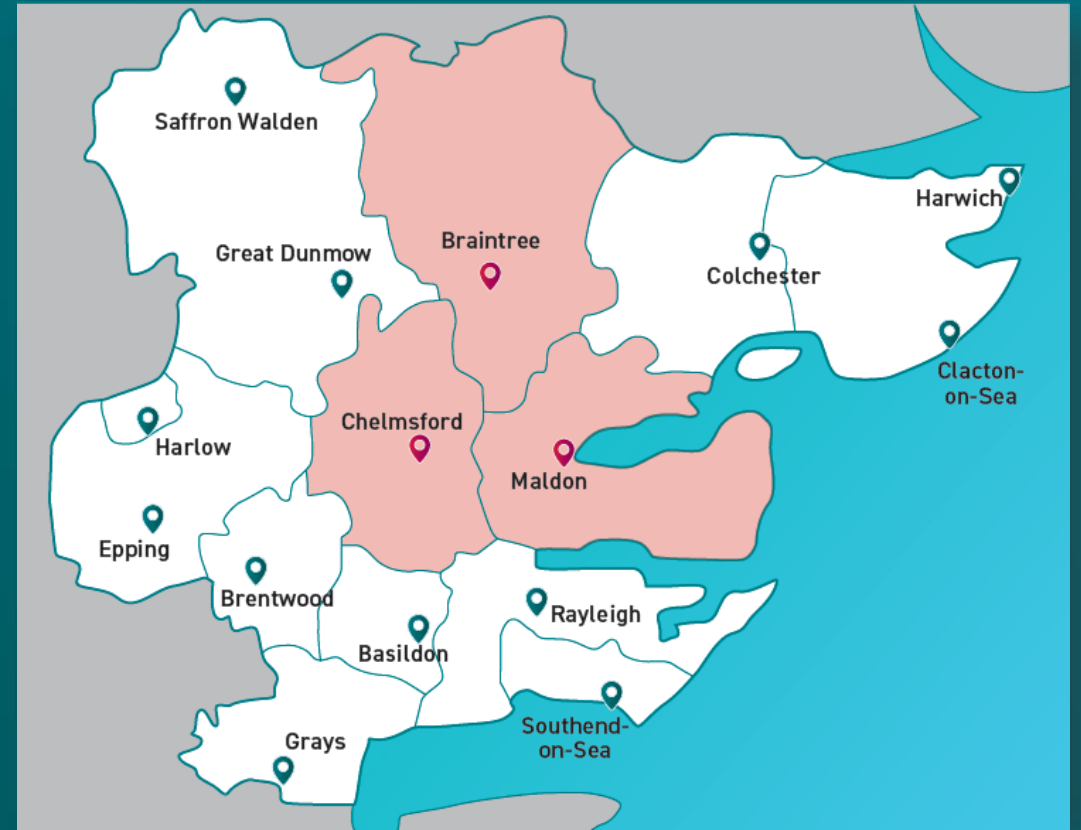 Saffron Walden
Harwich
Braintree
Great Dunmow
Colchester
Clacton-
on-Sea
Chelmsford
Harlow
Maldon
Epping
Brentwood
Rayleigh
Basildon
Southend-
on-Sea
Grays